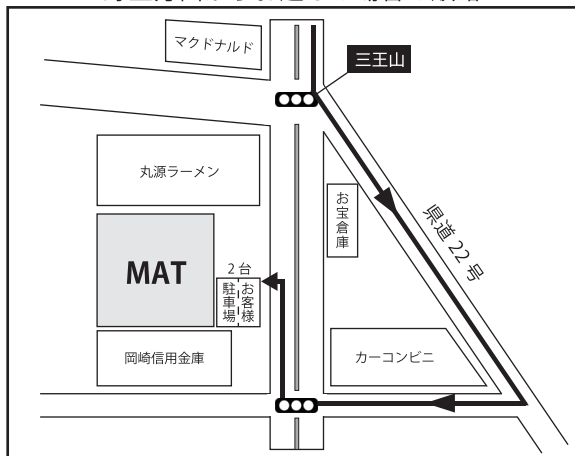 マクドナルド
三王山
丸源ラーメン
お宝倉庫
県道 22 号
MAT
2 台
お客様
駐車場
岡崎信用金庫
カーコンビニ